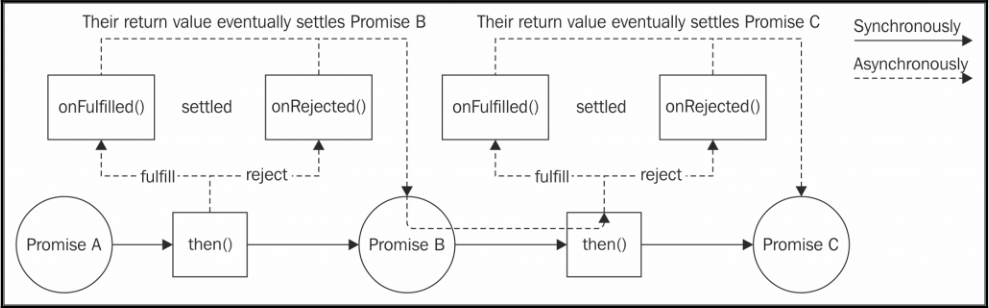 Their return value eventually settles Promise B
Their return value eventually settles Promise C
Synchronously
Asynchronously
onFulfilled()
settled
onRejected()
onFulfilled()
settled
onRejected()
fulfill
reject
fulfill
reject
Promise A
then()
Promise B
then()
Promise C